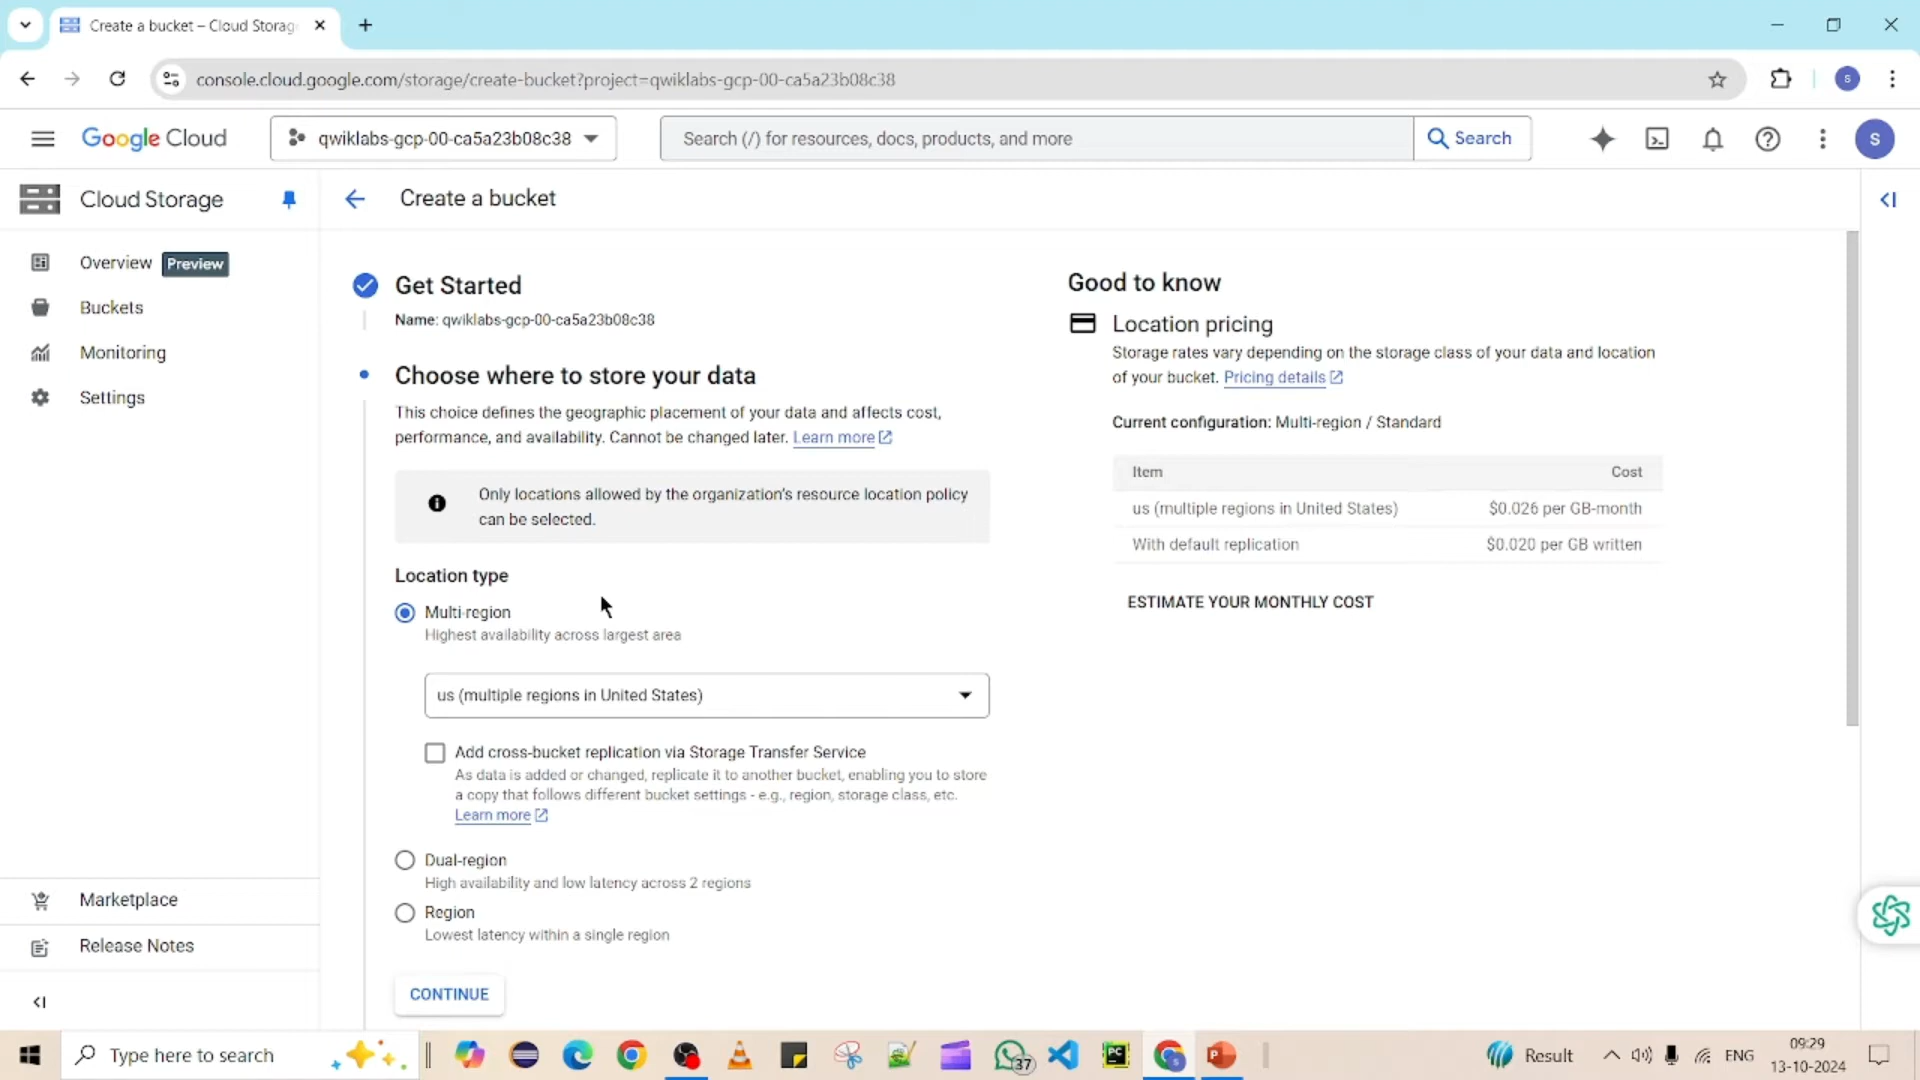 Create a bucket – Cloud Storag
console.cloud.google.com/storage/create-bucket?project=qwiklabs-gcp-00-ca5a23b08c38
S
Google Cloud
qwiklabs-gcp-00-ca5a23b08c38
Search (/) for resources, docs, products, and more
Search
S
Cloud Storage
Create a bucket
Overview Preview
Buckets
Monitoring
Settings
Marketplace
Release Notes
Get Started
Name: qwiklabs-gcp-00-ca5a23b08c38
Choose where to store your data
This choice defines the geographic placement of your data and affects cost,
performance, and availability. Cannot be changed later. Learn more
Only locations allowed by the organization's resource location policy
can be selected.
Location type
Multi-region
Highest availability across largest area
us (multiple regions in United States)
Add cross-bucket replication via Storage Transfer Service
As data is added or changed, replicate it to another bucket, enabling you to store
a copy that follows different bucket settings - e.g., region, storage class, etc.
Learn more
Dual-region
High availability and low latency across 2 regions
Region
Lowest latency within a single region
CONTINUE
Good to know
Location pricing
Storage rates vary depending on the storage class of your data and location
of your bucket. Pricing details
Current configuration: Multi-region / Standard
Item Cost
us (multiple regions in United States) $0.026 per GB-month
With default replication $0.020 per GB written
ESTIMATE YOUR MONTHLY COST
Type here to search
37
PC
P
S
Result
ENG
09:29
13-10-2024